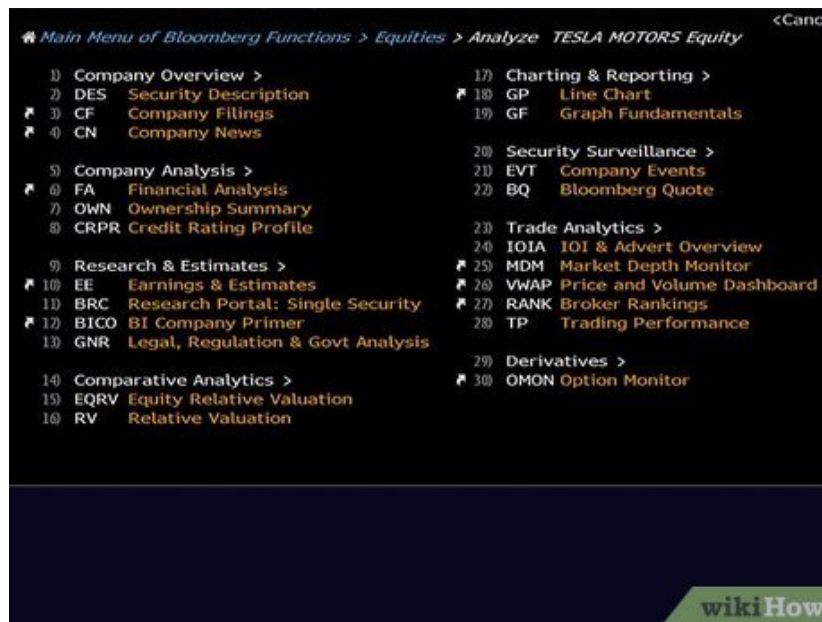 <Canc
Main Menu of Bloomberg Functions > Equities > Analyze TESLA MOTORS Equity
1) Company Overview >
2) DES Security Description
3) CF Company Filings
4) CN Company News
5) Company Analysis >
6) FA Financial Analysis
7) OWN Ownership Summary
8) CRPR Credit Rating Profile
9) Research & Estimates >
10) EE Earnings & Estimates
11) BRC Research Portal: Single Security
12) BICO BI Company Primer
13) GNR Legal, Regulation & Govt Analysis
14) Comparative Analytics >
15) EQRV Equity Relative Valuation
16) RV Relative Valuation
17) Charting & Reporting >
18) GP Line Chart
19) GF Graph Fundamentals
20) Security Surveillance >
21) EVT Company Events
22) BQ Bloomberg Quote
23) Trade Analytics >
24) IOIA IOI & Advert Overview
25) MDM Market Depth Monitor
26) VWAP Price and Volume Dashboard
27) RANK Broker Rankings
28) TP Trading Performance
29) Derivatives >
30) OMON Option Monitor
wikiHow